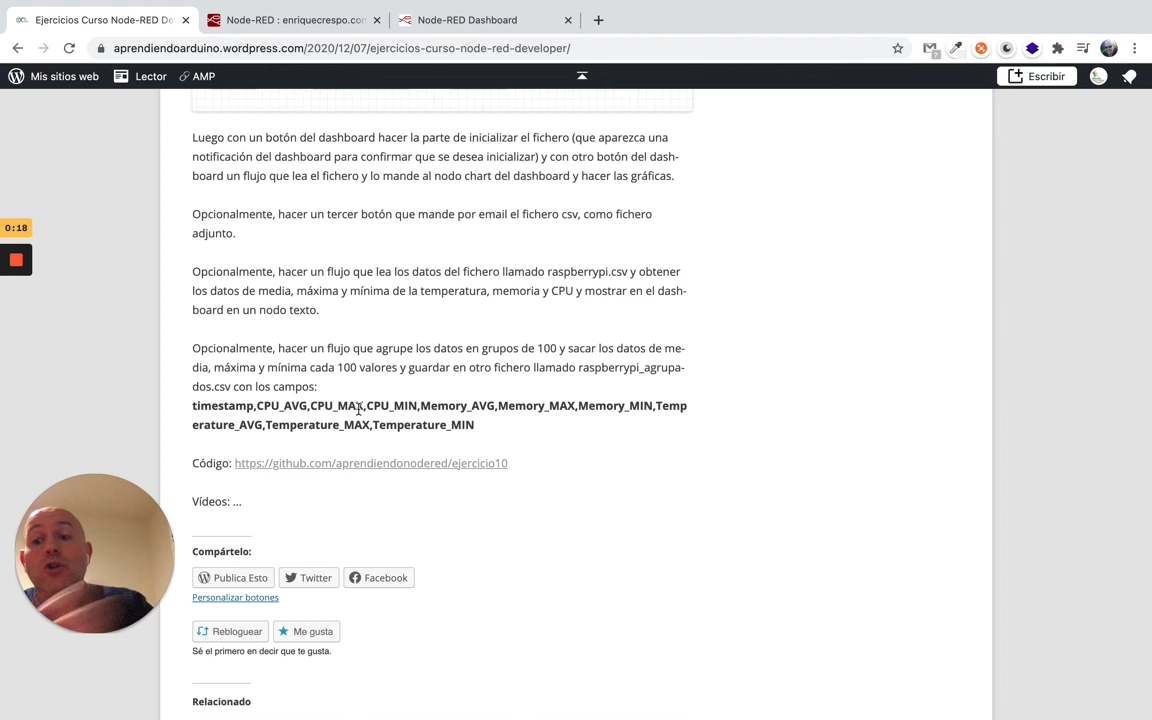 Ejercicios Curso Node-RED De
Node-RED : enriquecrespo.com
Node-RED Dashboard
aprendiendoarduino.wordpress.com/2020/12/07/ejercicios-curso-node-red-developer/
7
Mis sitios web
Lector
AMP
Escribir
Luego con un botón del dashboard hacer la parte de inicializar el fichero (que aparezca una
notificación del dashboard para confirmar que se desea inicializar) y con otro botón del dash-
board un flujo que lea el fichero y lo mande al nodo chart del dashboard y hacer las gráficas.
Opcionalmente, hacer un tercer botón que mande por email el fichero csv, como fichero
adjunto.
0:18
Opcionalmente, hacer un flujo que lea los datos del fichero llamado raspberrypi.csv y obtener
los datos de media, máxima y mínima de la temperatura, memoria y CPU y mostrar en el dash-
board en un nodo texto.
Opcionalmente, hacer un flujo que agrupe los datos en grupos de 100 y sacar los datos de me-
dia, máxima y mínima cada 100 valores y guardar en otro fichero llamado raspberrypi_agrupa-
dos.csv con los campos:
timestamp,CPU_AVG,CPU_MAX,CPU_MIN,Memory_AVG,Memory_MAX,Memory_MIN,Temp
erature_AVG,Temperature_MAX,Temperature_MIN
Código: https://github.com/aprendiendonodered/ejercicio10
Vídeos: ...
Compártelo:
Publica Esto
Twitter
Facebook
Personalizar botones
Rebloguear
Me gusta
Sé el primero en decir que te gusta.
Relacionado